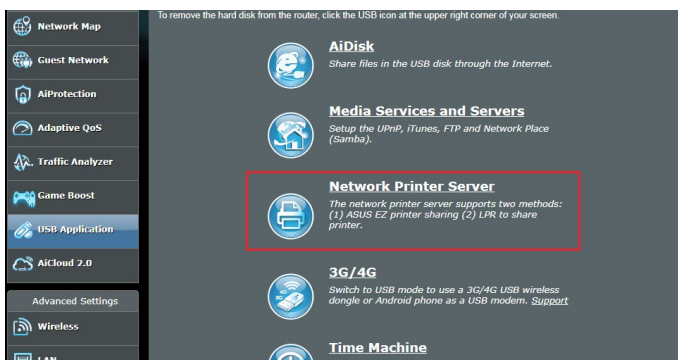 To remove the hard disk from the router, click the USB icon at the upper right corner of your screen.
Network Map
Guest Network
AiProtection
Adaptive QoS
Traffic Analyzer
Game Boost
USB Application
AiCloud 2.0
Advanced Settings
Wireless
LAN
AiDisk
Share files in the USB disk through the Internet.
Media Services and Servers
Setup the UPnP, iTunes, FTP and Network Place
(Samba).
Network Printer Server
The network printer server supports two methods:
(1) ASUS EZ printer sharing (2) LPR to share
printer.
3G/4G
Switch to USB mode to use a 3G/4G USB wireless
dongle or Android phone as a USB modem. Support
Time Machine